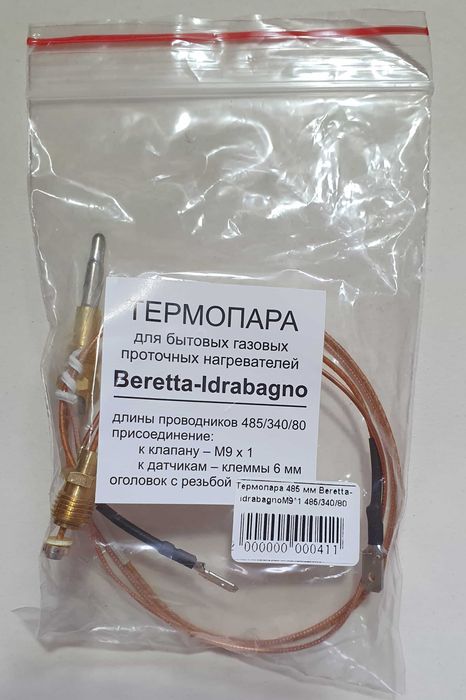 ТЕРМОПАРА
для бытовых газовых
проточных нагревателей
Beretta-Idrabagno
длины проводников 485/340/80
присоединение:
к клапану – М9 х 1
к датчикам – клеммы 6 мм
оголовок с резьбой
Термопара 485 мм Beretta-
idrabagnoM9*1 485/340/80
000000 000411